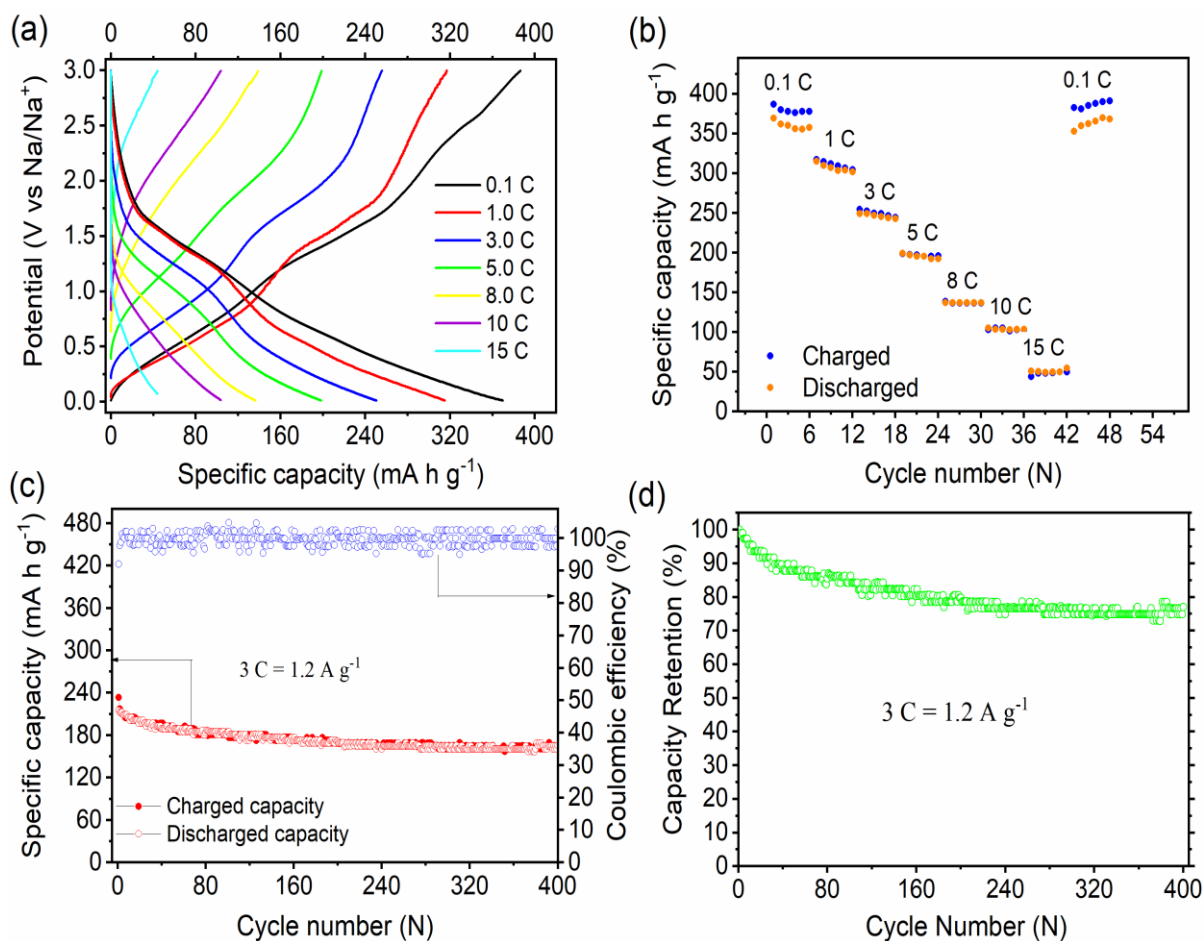 (a)
0 80 160 240 320 400
3.0
2.5
2.0
1.5
1.0
0.5
0.0
Potential (V vs Na/Na⁺)
0.1 C
1.0 C
3.0 C
5.0 C
8.0 C
10 C
15 C
0 80 160 240 320 400
Specific capacity (mA h g⁻¹)
(b)
400
350
300
250
200
150
100
50
0
Specific capacity (mA h g⁻¹)
0.1 C
1 C
3 C
5 C
8 C
10 C
15 C
0.1 C
Charged
Discharged
0 6 12 18 24 30 36 42 48 54
Cycle number (N)
(c)
480
420
360
300
240
180
120
60
0
Specific capacity (mA h g⁻¹)
3 C = 1.2 A g⁻¹
Charged capacity
Discharged capacity
100
90
80
70
60
50
40
30
20
10
0
Coulombic efficiency (%)
0 80 160 240 320 400
Cycle number (N)
(d)
100
90
80
70
60
50
40
30
20
10
0
Capacity Retention (%)
3 C = 1.2 A g⁻¹
0 80 160 240 320 400
Cycle Number (N)